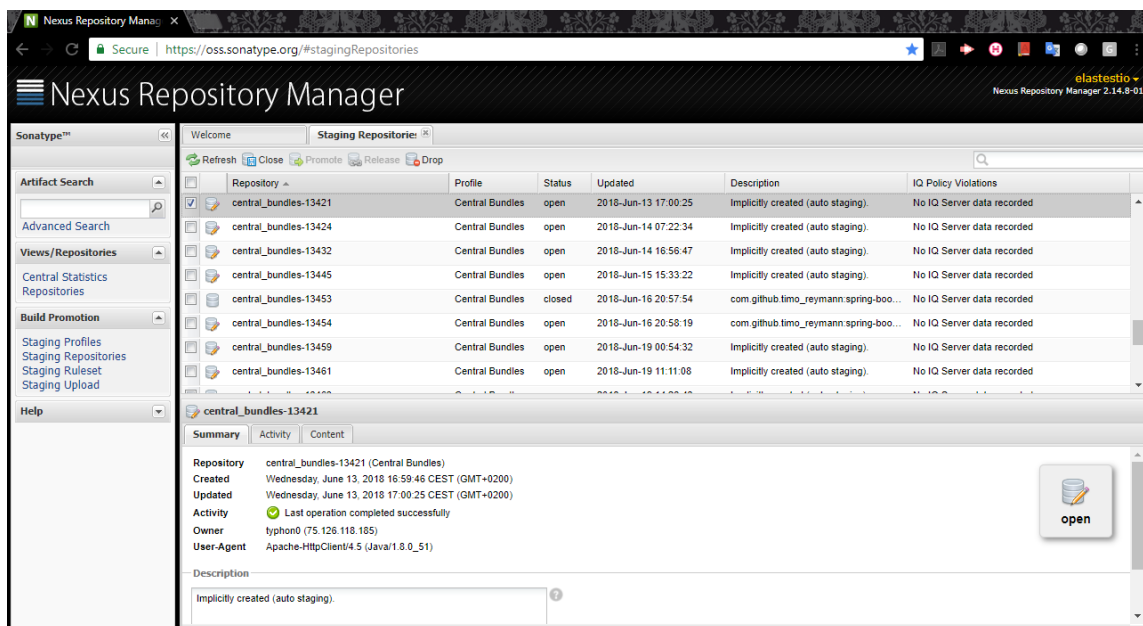 Nexus Repository Manag
Secure | https://oss.sonatype.org/#stagingRepositories
elastestio
Nexus Repository Manager
Nexus Repository Manager 2.14.8-01
Sonatype™
Welcome
Staging Repositories
Refresh Close Promote Release Drop
Artifact Search
Advanced Search
Views/Repositories
Central Statistics
Repositories
Build Promotion
Staging Profiles
Staging Repositories
Staging Ruleset
Staging Upload
Help
Repository Profile Status Updated Description IQ Policy Violations
central_bundles-13421 Central Bundles open 2018-Jun-13 17:00:25 Implicitly created (auto staging). No IQ Server data recorded
central_bundles-13424 Central Bundles open 2018-Jun-14 07:22:34 Implicitly created (auto staging). No IQ Server data recorded
central_bundles-13432 Central Bundles open 2018-Jun-14 16:56:47 Implicitly created (auto staging). No IQ Server data recorded
central_bundles-13445 Central Bundles open 2018-Jun-15 15:33:22 Implicitly created (auto staging). No IQ Server data recorded
central_bundles-13453 Central Bundles closed 2018-Jun-16 20:57:54 com.github.timo_reymann:spring-boo... No IQ Server data recorded
central_bundles-13454 Central Bundles open 2018-Jun-16 20:58:19 com.github.timo_reymann:spring-boo... No IQ Server data recorded
central_bundles-13459 Central Bundles open 2018-Jun-19 00:54:32 Implicitly created (auto staging). No IQ Server data recorded
central_bundles-13461 Central Bundles open 2018-Jun-19 11:11:08 Implicitly created (auto staging). No IQ Server data recorded
central_bundles-13421
Summary Activity Content
Repository central_bundles-13421 (Central Bundles)
Created Wednesday, June 13, 2018 16:59:46 CEST (GMT+0200)
Updated Wednesday, June 13, 2018 17:00:25 CEST (GMT+0200)
Activity Last operation completed successfully
Owner typhon0 (75.126.118.185)
User-Agent Apache-HttpClient/4.5 (Java/1.8.0_51)
open
Description
Implicitly created (auto staging).